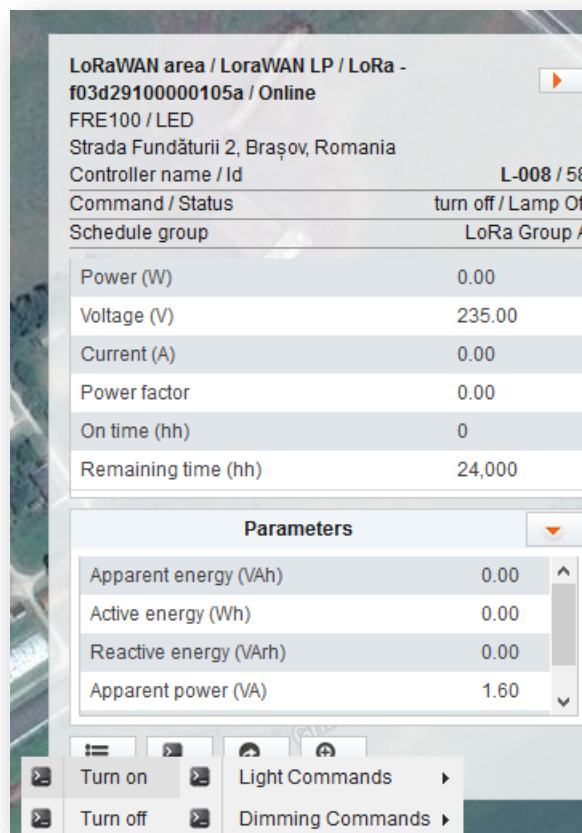 LoRaWAN area / LoraWAN LP / LoRa -
f03d29100000105a / Online
FRE100 / LED
Strada Fundăturii 2, Brașov, Romania
Controller name / Id L-008 / 58
Command / Status turn off / Lamp Of
Schedule group LoRa Group A
Power (W) 0.00
Voltage (V) 235.00
Current (A) 0.00
Power factor 0.00
On time (hh) 0
Remaining time (hh) 24,000
Parameters
Apparent energy (VAh) 0.00
Active energy (Wh) 0.00
Reactive energy (VArh) 0.00
Apparent power (VA) 1.60
Turn on Light Commands
Turn off Dimming Commands